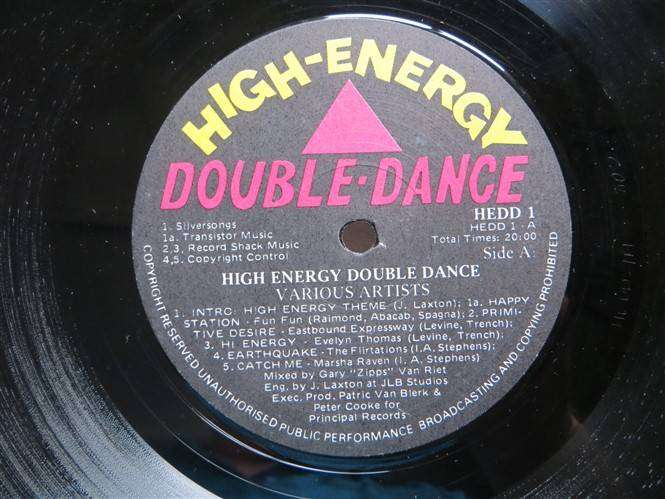 HIGH-ENERGY
DOUBLE-DANCE
1. Silversongs
1a. Transistor Music
2,3. Record Shack Music
4,5. Copyright Control
HEDD 1
HEDD 1 - A
Total Times: 20:00
Side A:
HIGH ENERGY DOUBLE DANCE
VARIOUS ARTISTS
1. INTRO: HIGH ENERGY THEME (J. Laxton); 1a. HAPPY
STATION - Fun Fun (Raimond, Abacab, Spagna); 2. PRIMI-
TIVE DESIRE - Eastbound Expressway (Levine, Trench);
3. HI ENERGY - Evelyn Thomas (Levine, Trench);
4. EARTHQUAKE - The Flirtations (I.A. Stephens);
5. CATCH ME - Marsha Raven (I.A. Stephens)
Mixed by Gary "Zipps" Van Riet
Eng. by J. Laxton at JLB Studios
Exec. Prod. Patric Van Blerk &
Peter Cooke for
Principal Records
COPYRIGHT RESERVED UNAUTHORISED PUBLIC PERFORMANCE BROADCASTING AND COPYING PROHIBITED